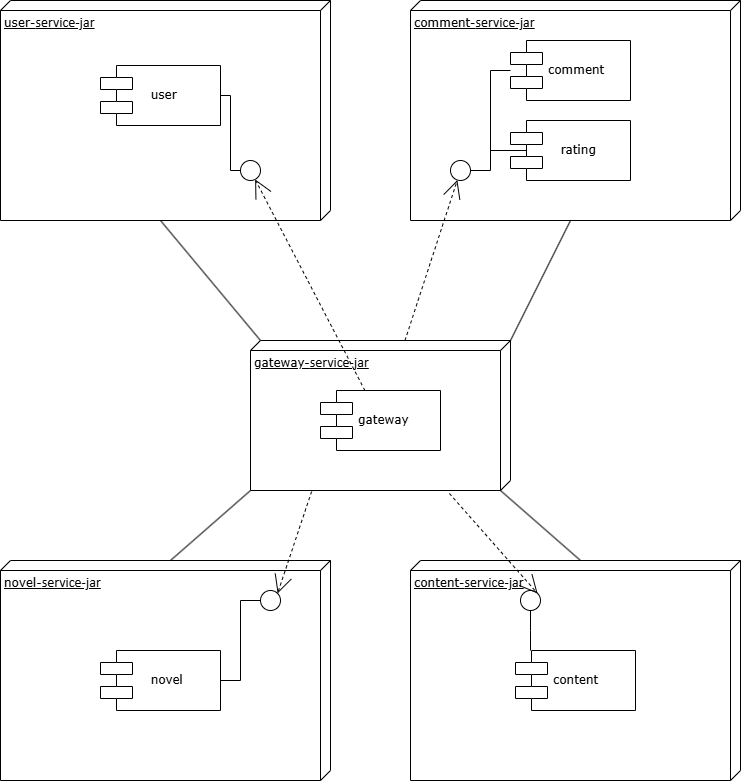 user-service-jar
user
comment-service-jar
comment
rating
gateway-service-jar
gateway
novel-service-jar
novel
content-service-jar
content